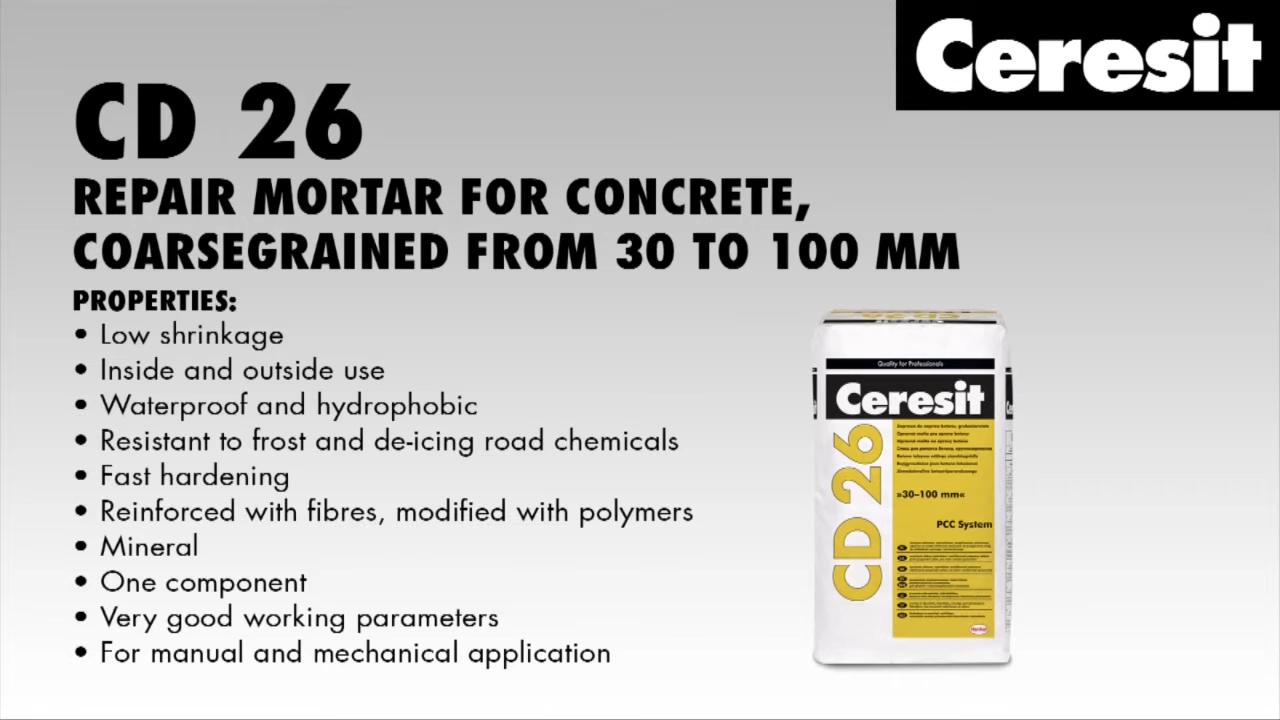 Ceresit
CD 26
REPAIR MORTAR FOR CONCRETE,
COARSEGRAINED FROM 30 TO 100 MM
PROPERTIES:
• Low shrinkage
• Inside and outside use
• Waterproof and hydrophobic
• Resistant to frost and de-icing road chemicals
• Fast hardening
• Reinforced with fibres, modified with polymers
• Mineral
• One component
• Very good working parameters
• For manual and mechanical application
CD 26
Quality for Professionals
Ceresit
CD 26
»30–100 mm«
PCC System
Henkel